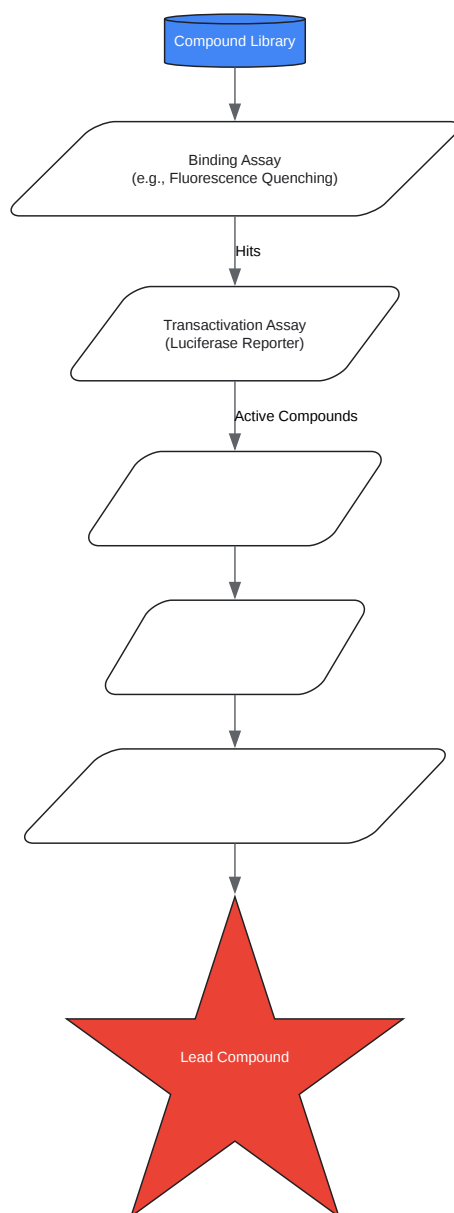 Compound Library
Binding Assay
(e.g., Fluorescence Quenching)
Hits
Transactivation Assay
(Luciferase Reporter)
Active Compounds
Lead Compound